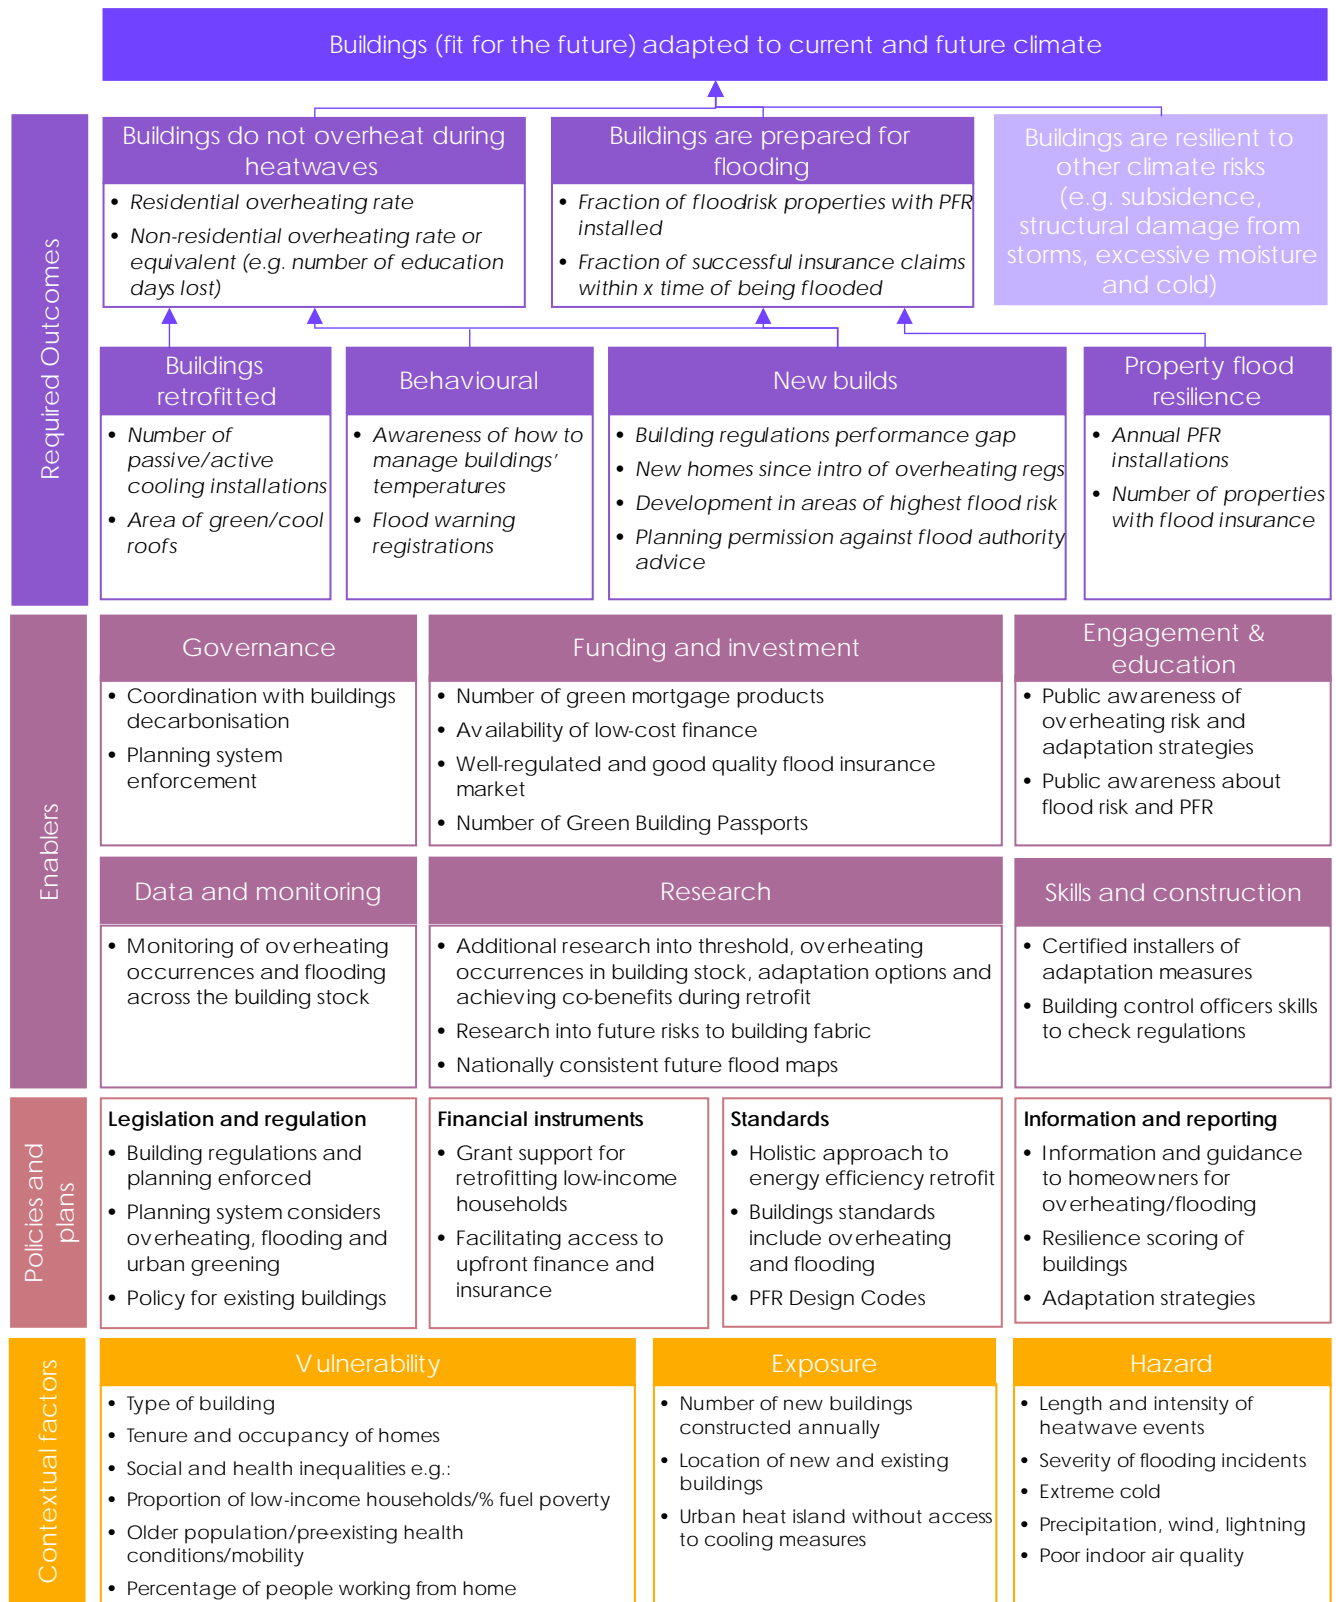 Buildings (fit for the future) adapted to current and future climate
Required Outcomes
Buildings do not overheat during
heatwaves
• Residential overheating rate
• Non-residential overheating rate or
equivalent (e.g. number of education
days lost)
Buildings are prepared for
flooding
• Fraction of floodrisk properties with PFR
installed
• Fraction of successful insurance claims
within x time of being flooded
Buildings are resilient to
other climate risks
(e.g. subsidence,
structural damage from
storms, excessive moisture
and cold)
Buildings
retrofitted
• Number of
passive/active
cooling installations
• Area of green/cool
roofs
Behavioural
• Awareness of how to
manage buildings’
temperatures
• Flood warning
registrations
New builds
• Building regulations performance gap
• New homes since intro of overheating regs
• Development in areas of highest flood risk
• Planning permission against flood authority
advice
Property flood
resilience
• Annual PFR
installations
• Number of properties
with flood insurance
Enablers
Governance
• Coordination with buildings
decarbonisation
• Planning system
enforcement
Funding and investment
• Number of green mortgage products
• Availability of low-cost finance
• Well-regulated and good quality flood insurance
market
• Number of Green Building Passports
Engagement &
education
• Public awareness of
overheating risk and
adaptation strategies
• Public awareness about
flood risk and PFR
Data and monitoring
• Monitoring of overheating
occurrences and flooding
across the building stock
Research
• Additional research into threshold, overheating
occurrences in building stock, adaptation options and
achieving co-benefits during retrofit
• Research into future risks to building fabric
• Nationally consistent future flood maps
Skills and construction
• Certified installers of
adaptation measures
• Building control officers skills
to check regulations
Policies and
plans
Legislation and regulation
• Building regulations and
planning enforced
• Planning system considers
overheating, flooding and
urban greening
• Policy for existing buildings
Financial instruments
• Grant support for
retrofitting low-income
households
• Facilitating access to
upfront finance and
insurance
Standards
• Holistic approach to
energy efficiency retrofit
• Buildings standards
include overheating
and flooding
• PFR Design Codes
Information and reporting
• Information and guidance
to homeowners for
overheating/flooding
• Resilience scoring of
buildings
• Adaptation strategies
Contextual factors
Vulnerability
• Type of building
• Tenure and occupancy of homes
• Social and health inequalities e.g.:
• Proportion of low-income households/% fuel poverty
• Older population/preexisting health
conditions/mobility
• Percentage of people working from home
Exposure
• Number of new buildings
constructed annually
• Location of new and existing
buildings
• Urban heat island without access
to cooling measures
Hazard
• Length and intensity of
heatwave events
• Severity of flooding incidents
• Extreme cold
• Precipitation, wind, lightning
• Poor indoor air quality